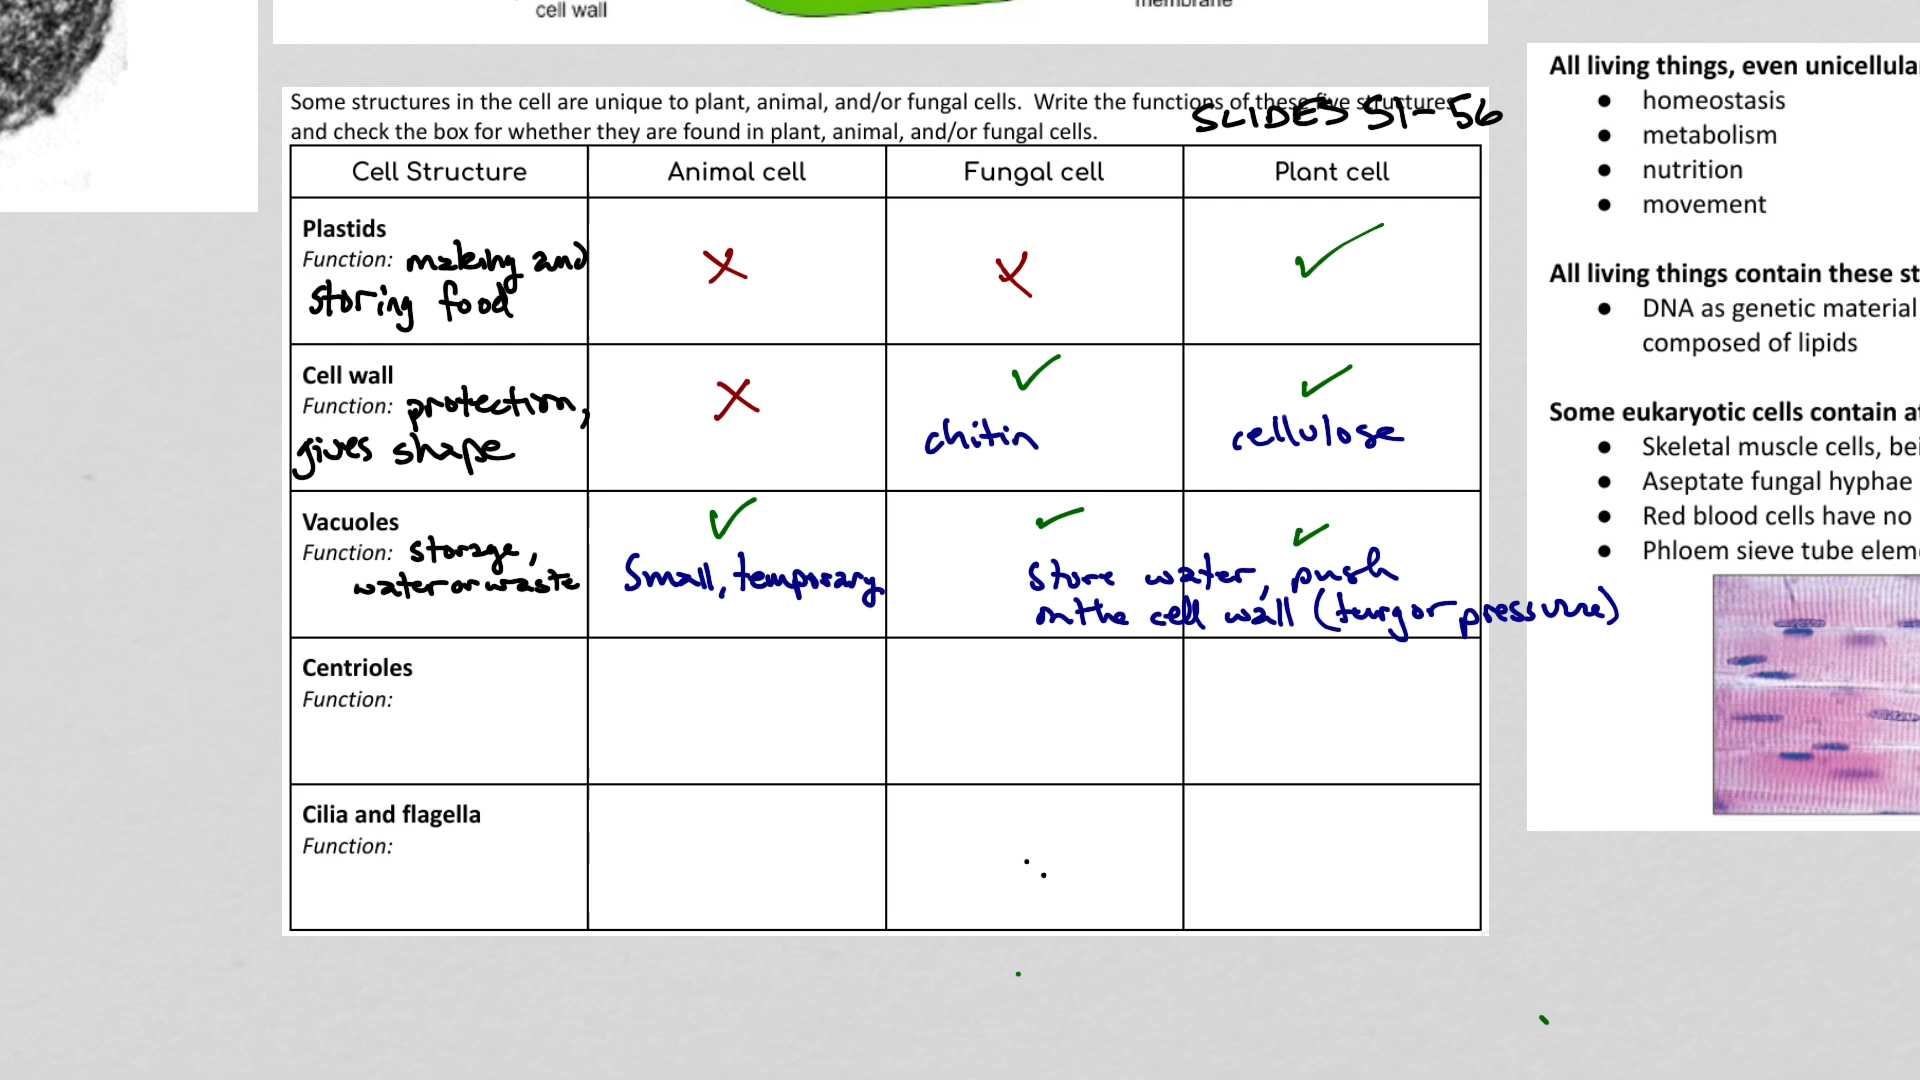 cell wall
membrane
Some structures in the cell are unique to plant, animal, and/or fungal cells. Write the functions of these five structures
and check the box for whether they are found in plant, animal, and/or fungal cells.
SLIDES 51-56
Cell Structure
Animal cell
Fungal cell
Plant cell
Plastids
Function: making and
storing food
Cell wall
Function: protection,
gives shape
chitin
cellulose
Vacuoles
Function: storage,
water or waste
Small, temporary
store water, push
on the cell wall (turgor pressure)
Centrioles
Function:
Cilia and flagella
Function:
All living things, even unicellula
● homeostasis
● metabolism
● nutrition
● movement
All living things contain these st
● DNA as genetic material
composed of lipids
Some eukaryotic cells contain at
● Skeletal muscle cells, bei
● Aseptate fungal hyphae
● Red blood cells have no
● Phloem sieve tube eleme